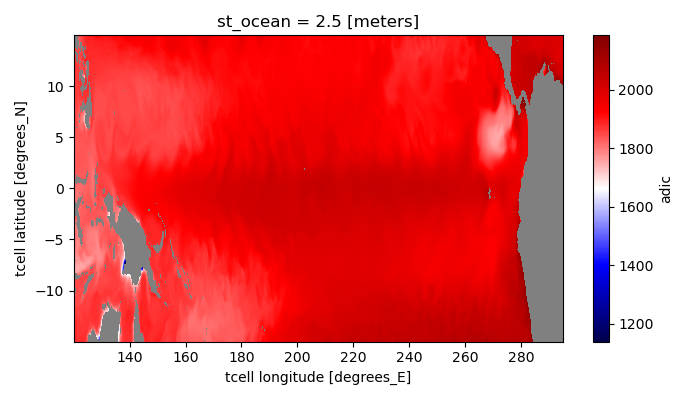 st_ocean = 2.5 [meters]
10
5
0
−5
−10
tcell latitude [degrees_N]
140 160 180 200 220 240 260 280
tcell longitude [degrees_E]
2000
1800
1600
1400
1200
adic